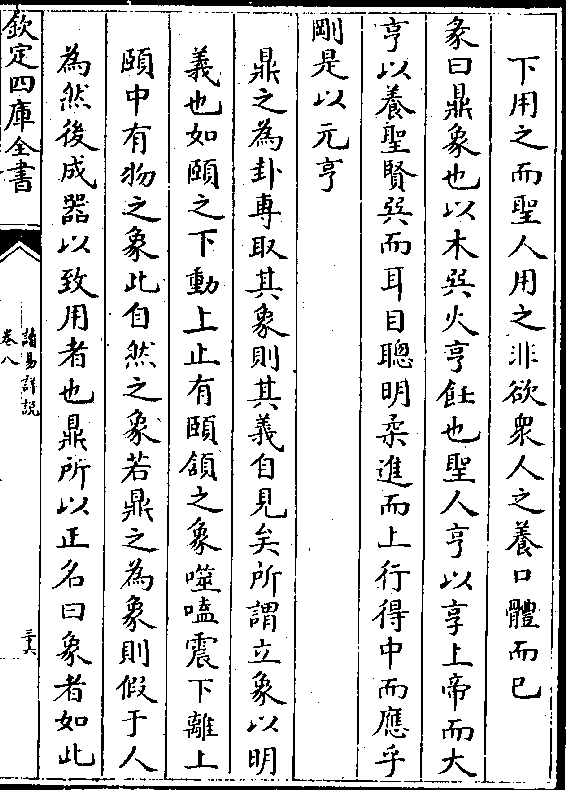 下用之而聖人用之非欲衆人之養口體而已
彖曰鼎象也以木巽火亨飪也聖人亨以享上帝而大
亨以養聖賢巽而耳目聰明柔進而上行得中而應乎
剛是以元亨
鼎之為卦專取其象則其義自見矣所謂立象以明
義也如頤之下動上止有頤頷之象噬嗑震下離上
頤中有物之象此自然之象若鼎之為象則假于人
為然後成器以致用者也鼎所以正名曰象者如此
欽定四庫全書
讀易詳說
卷八
三十六